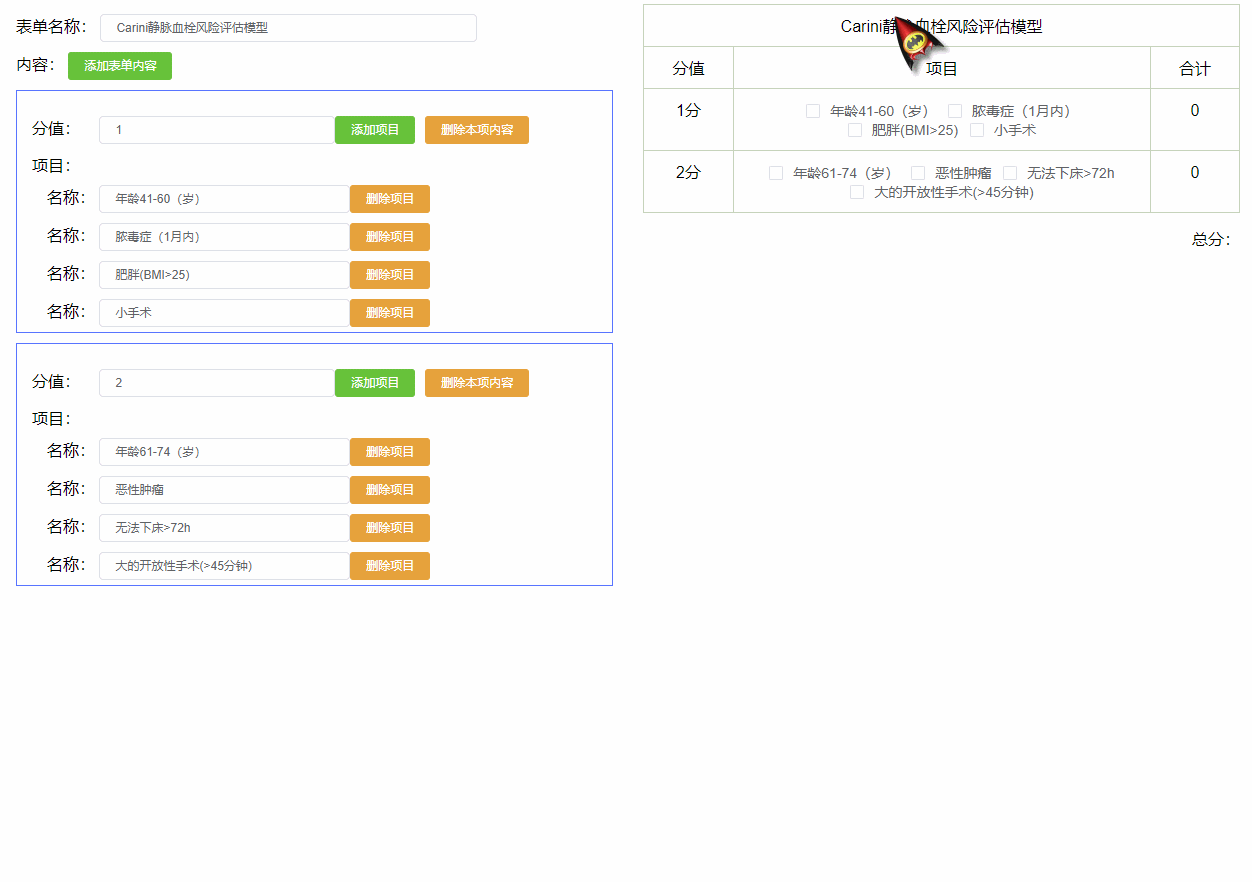 表单名称： Carini静脉血栓风险评估模型
内容： 添加表单内容
分值： 1 添加项目 删除本项内容
项目：
名称： 年龄41-60（岁） 删除项目
名称： 脓毒症（1月内） 删除项目
名称： 肥胖(BMI>25) 删除项目
名称： 小手术 删除项目
分值： 2 添加项目 删除本项内容
项目：
名称： 年龄61-74（岁） 删除项目
名称： 恶性肿瘤 删除项目
名称： 无法下床>72h 删除项目
名称： 大的开放性手术(>45分钟) 删除项目
Carini静脉血栓风险评估模型
分值 项目 合计
1分 年龄41-60（岁） 脓毒症（1月内） 0
肥胖(BMI>25) 小手术
2分 年龄61-74（岁） 恶性肿瘤 无法下床>72h 0
大的开放性手术(>45分钟)
总分：